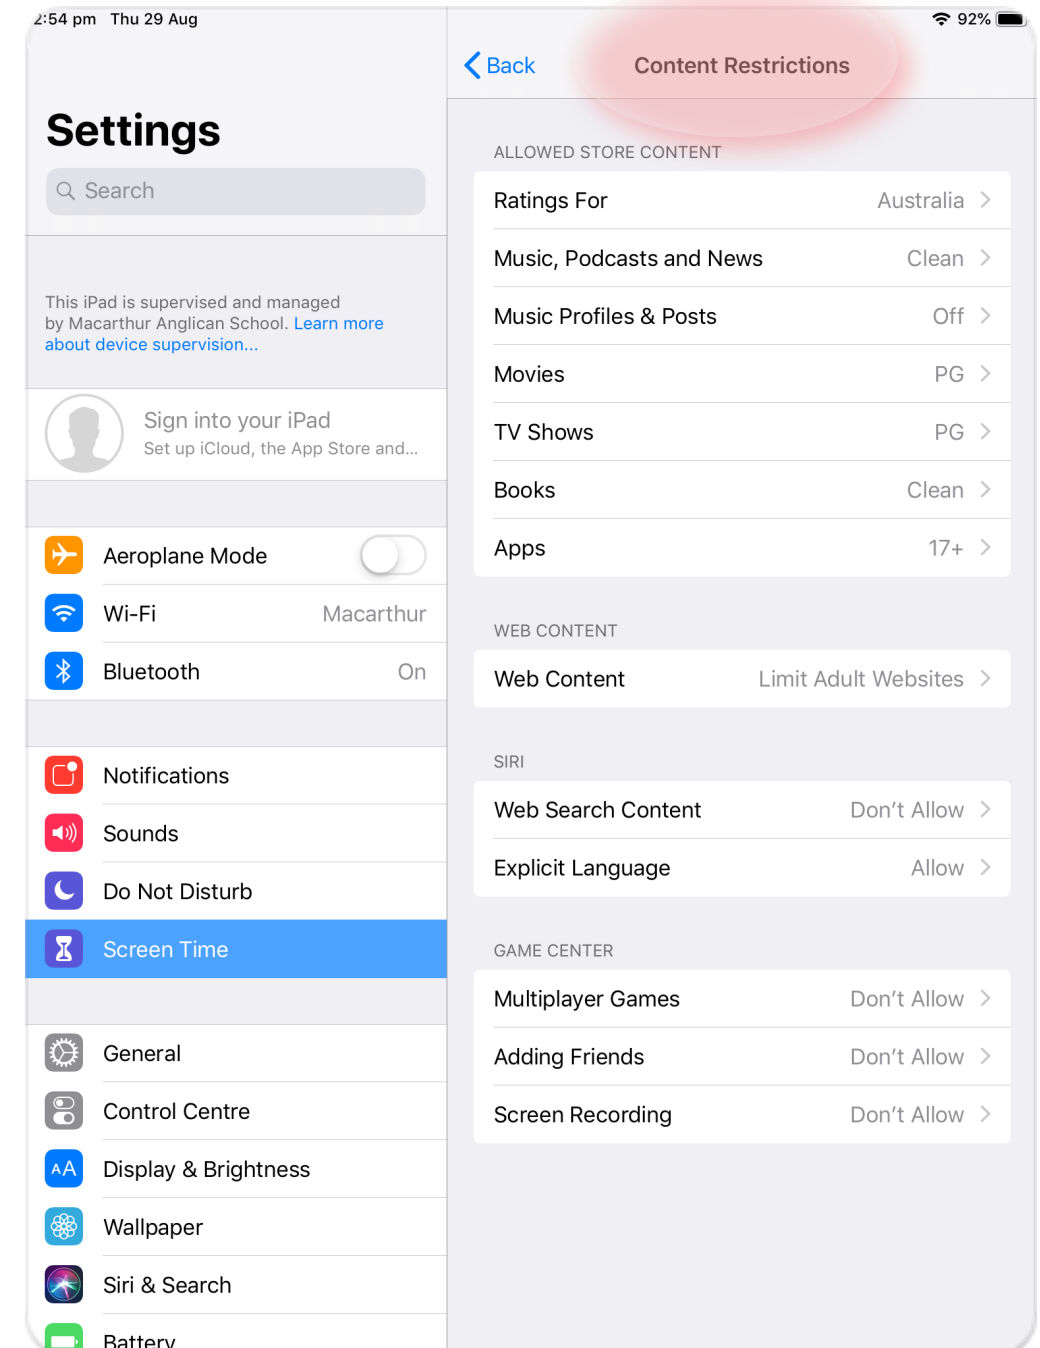 2:54 pm Thu 29 Aug
92%
Settings
Search
This iPad is supervised and managed
by Macarthur Anglican School. Learn more
about device supervision...
Sign into your iPad
Set up iCloud, the App Store and...
Aeroplane Mode
Wi-Fi Macarthur
Bluetooth On
Notifications
Sounds
Do Not Disturb
Screen Time
General
Control Centre
AA Display & Brightness
Wallpaper
Siri & Search
Battery
Back Content Restrictions
ALLOWED STORE CONTENT
Ratings For Australia
Music, Podcasts and News Clean
Music Profiles & Posts Off
Movies PG
TV Shows PG
Books Clean
Apps 17+
WEB CONTENT
Web Content Limit Adult Websites
SIRI
Web Search Content Don't Allow
Explicit Language Allow
GAME CENTER
Multiplayer Games Don't Allow
Adding Friends Don't Allow
Screen Recording Don't Allow